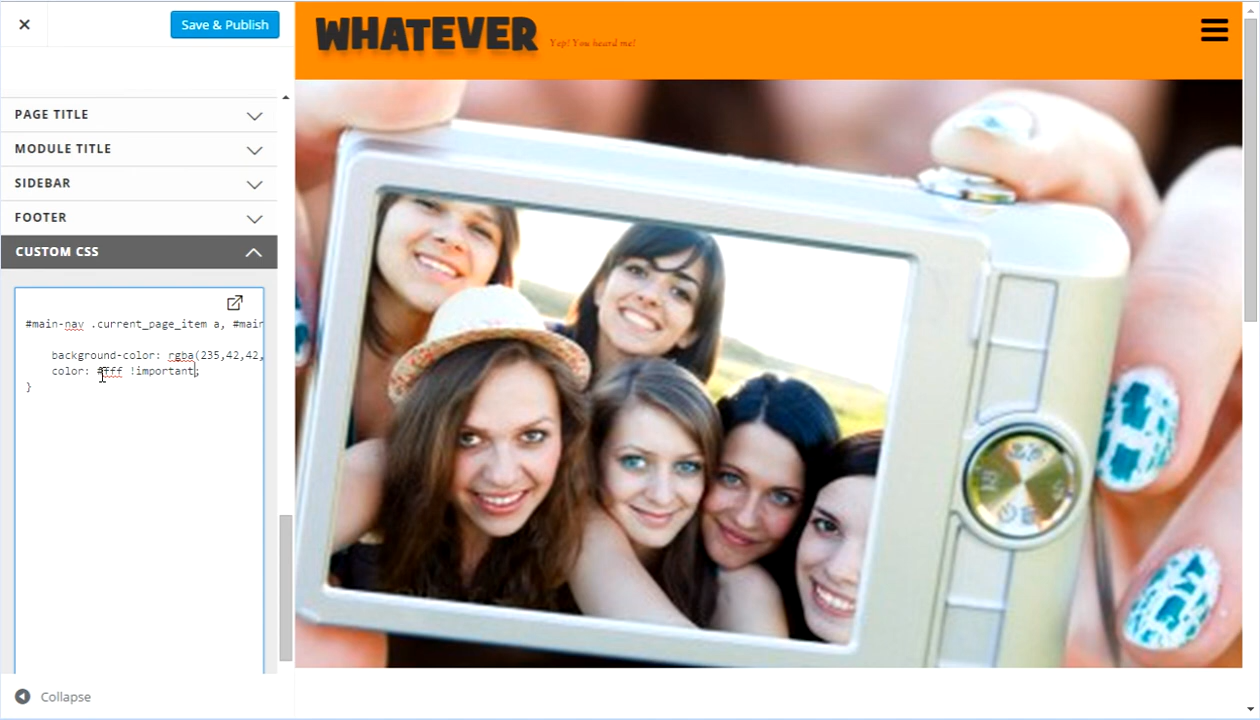 Save & Publish
WHATEVER
Yep! You heard me!
PAGE TITLE
MODULE TITLE
SIDEBAR
FOOTER
CUSTOM CSS
#main-nav .current_page_item a, #main
background-color: rgba(235,42,42,
color: #fff !important;
}
Collapse